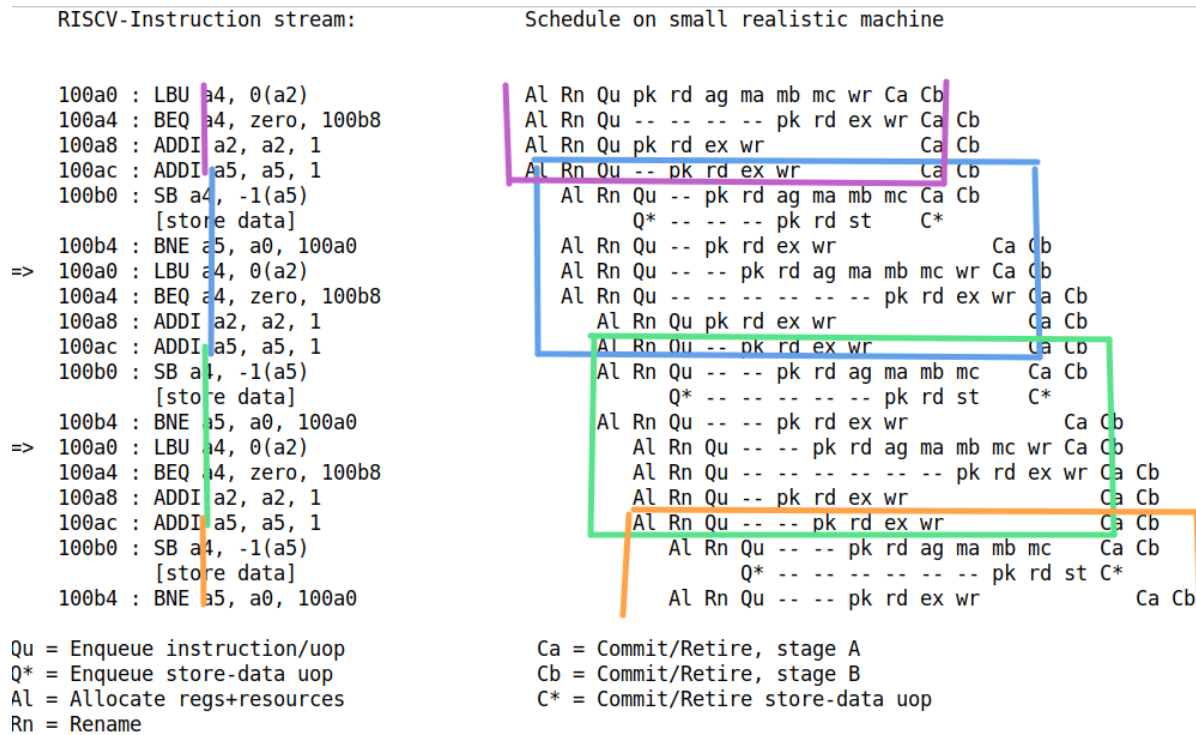 RISCV-Instruction stream: Schedule on small realistic machine
100a0 : LBU a4, 0(a2) Al Rn Qu pk rd ag ma mb mc wr Ca Cb
100a4 : BEQ a4, zero, 100b8 Al Rn Qu -- -- -- -- pk rd ex wr Ca Cb
100a8 : ADDI a2, a2, 1 Al Rn Qu pk rd ex wr Ca Cb
100ac : ADDI a5, a5, 1 Al Rn Qu -- pk rd ex wr Ca Cb
100b0 : SB a4, -1(a5) Al Rn Qu -- pk rd ag ma mb mc Ca Cb
[store data] Q* -- -- -- pk rd st C*
100b4 : BNE a5, a0, 100a0 Al Rn Qu -- pk rd ex wr Ca Cb
=> 100a0 : LBU a4, 0(a2) Al Rn Qu -- -- pk rd ag ma mb mc wr Ca Cb
100a4 : BEQ a4, zero, 100b8 Al Rn Qu -- -- -- -- -- -- pk rd ex wr Ca Cb
100a8 : ADDI a2, a2, 1 Al Rn Qu pk rd ex wr Ca Cb
100ac : ADDI a5, a5, 1 Al Rn Qu -- pk rd ex wr Ca Cb
100b0 : SB a4, -1(a5) Al Rn Qu -- -- pk rd ag ma mb mc Ca Cb
[store data] Q* -- -- -- -- -- pk rd st C*
100b4 : BNE a5, a0, 100a0 Al Rn Qu -- -- pk rd ex wr Ca Cb
=> 100a0 : LBU a4, 0(a2) Al Rn Qu -- -- pk rd ag ma mb mc wr Ca Cb
100a4 : BEQ a4, zero, 100b8 Al Rn Qu -- -- -- -- -- -- pk rd ex wr Ca Cb
100a8 : ADDI a2, a2, 1 Al Rn Qu -- pk rd ex wr Ca Cb
100ac : ADDI a5, a5, 1 Al Rn Qu -- -- pk rd ex wr Ca Cb
100b0 : SB a4, -1(a5) Al Rn Qu -- -- pk rd ag ma mb mc Ca Cb
[store data] Q* -- -- -- -- -- -- pk rd st C*
100b4 : BNE a5, a0, 100a0 Al Rn Qu -- -- pk rd ex wr Ca Cb
Qu = Enqueue instruction/uop Ca = Commit/Retire, stage A
Q* = Enqueue store-data uop Cb = Commit/Retire, stage B
Al = Allocate regs+resources C* = Commit/Retire store-data uop
Rn = Rename